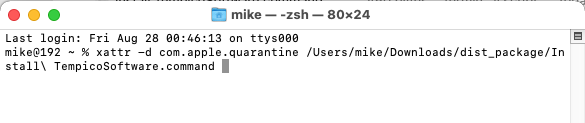 mike — -zsh — 80×24
Last login: Fri Aug 28 00:46:13 on ttys000
mike@192 ~ % xattr -d com.apple.quarantine /Users/mike/Downloads/dist_package/In
stall\ TempicoSoftware.command